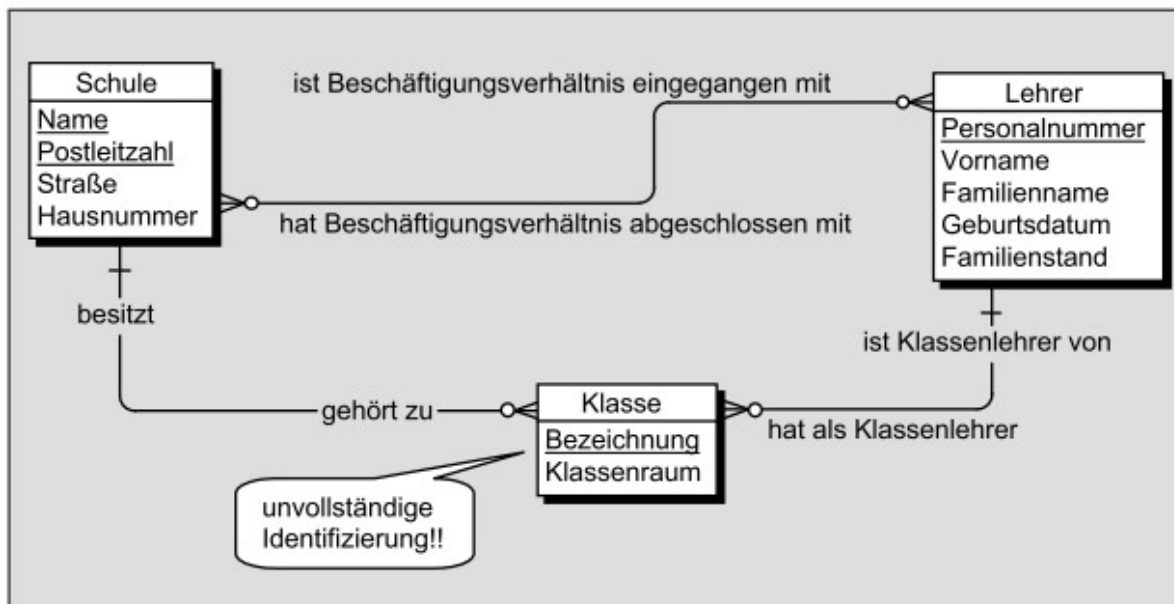 Schule
Name
Postleitzahl
Straße
Hausnummer
ist Beschäftigungsverhältnis eingegangen mit
hat Beschäftigungsverhältnis abgeschlossen mit
Lehrer
Personalnummer
Vorname
Familienname
Geburtsdatum
Familienstand
besitzt
ist Klassenlehrer von
gehört zu
Klasse
Bezeichnung
Klassenraum
hat als Klassenlehrer
unvollständige
Identifizierung!!